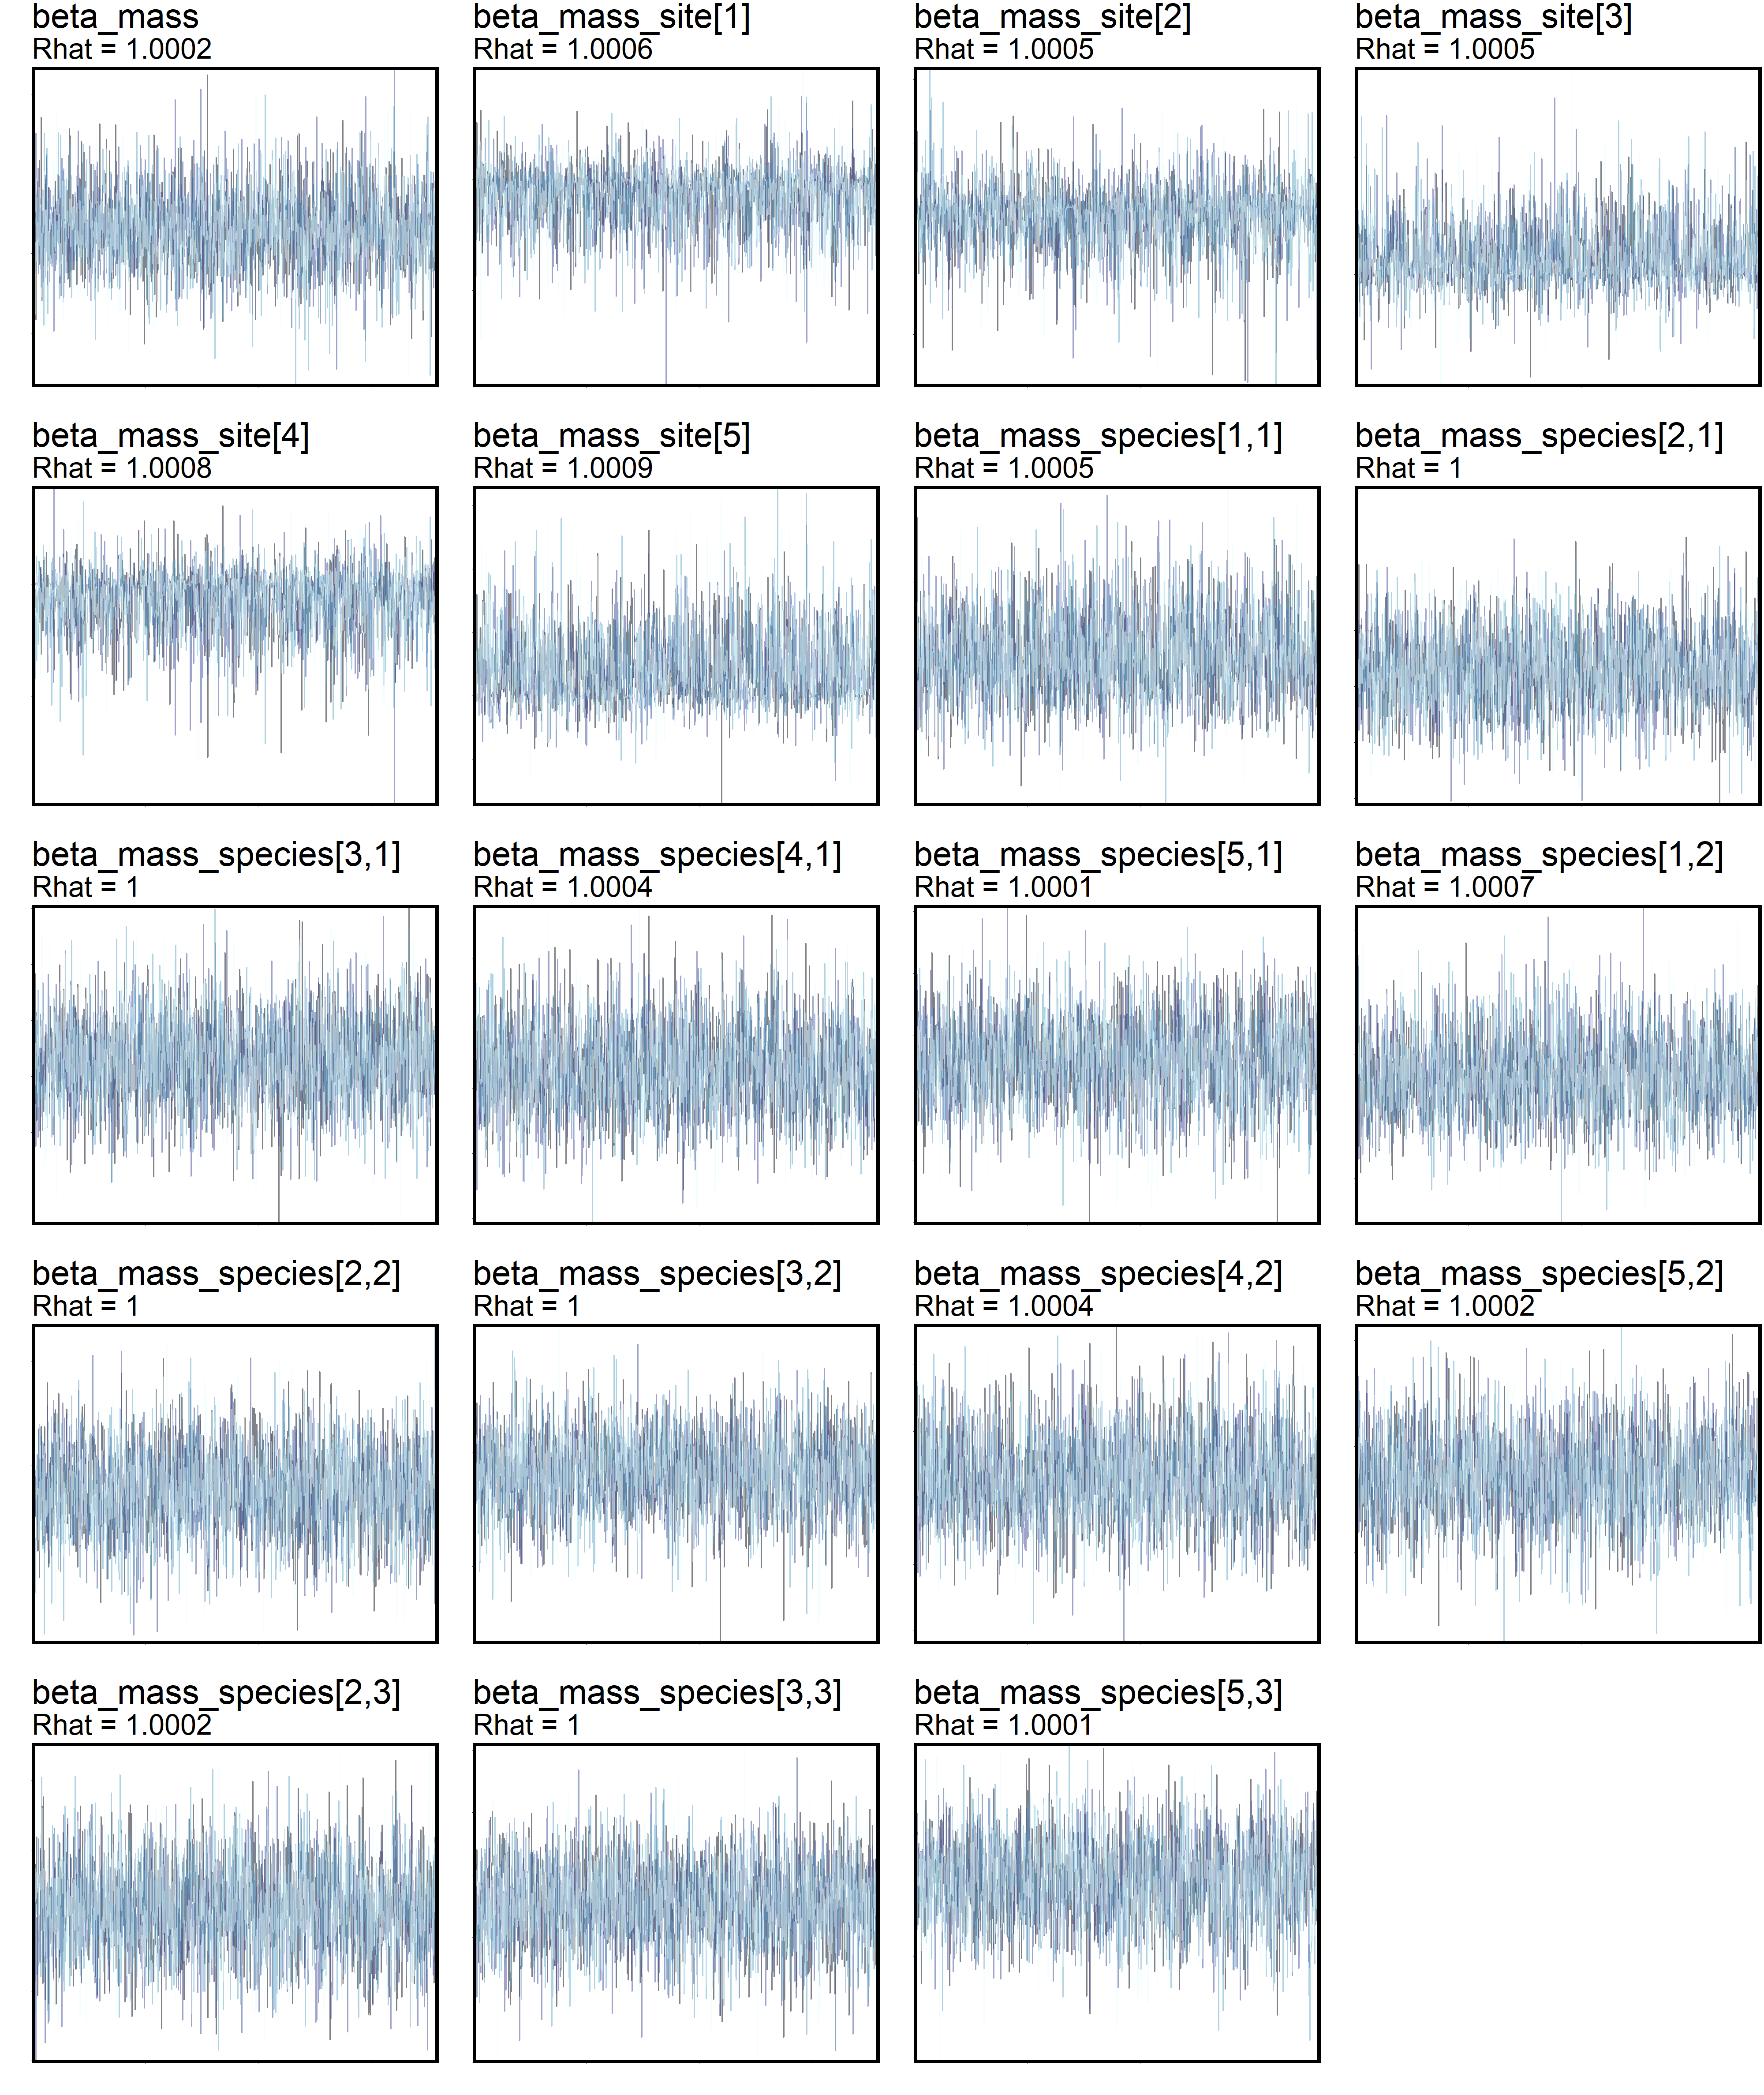 beta_mass
Rhat = 1.0002
beta_mass_site[1]
Rhat = 1.0006
beta_mass_site[2]
Rhat = 1.0005
beta_mass_site[3]
Rhat = 1.0005
beta_mass_site[4]
Rhat = 1.0008
beta_mass_site[5]
Rhat = 1.0009
beta_mass_species[1,1]
Rhat = 1.0005
beta_mass_species[2,1]
Rhat = 1
beta_mass_species[3,1]
Rhat = 1
beta_mass_species[4,1]
Rhat = 1.0004
beta_mass_species[5,1]
Rhat = 1.0001
beta_mass_species[1,2]
Rhat = 1.0007
beta_mass_species[2,2]
Rhat = 1
beta_mass_species[3,2]
Rhat = 1
beta_mass_species[4,2]
Rhat = 1.0004
beta_mass_species[5,2]
Rhat = 1.0002
beta_mass_species[2,3]
Rhat = 1.0002
beta_mass_species[3,3]
Rhat = 1
beta_mass_species[5,3]
Rhat = 1.0001